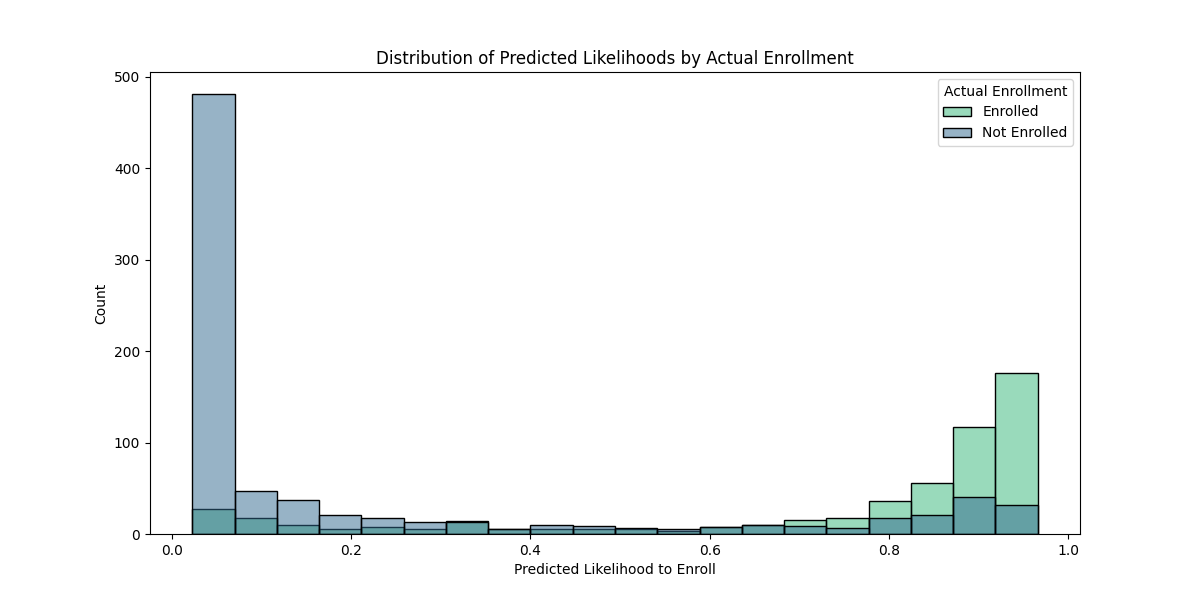 Distribution of Predicted Likelihoods by Actual Enrollment
Actual Enrollment
Enrolled
Not Enrolled
Count
500
400
300
200
100
0
0.0 0.2 0.4 0.6 0.8 1.0
Predicted Likelihood to Enroll